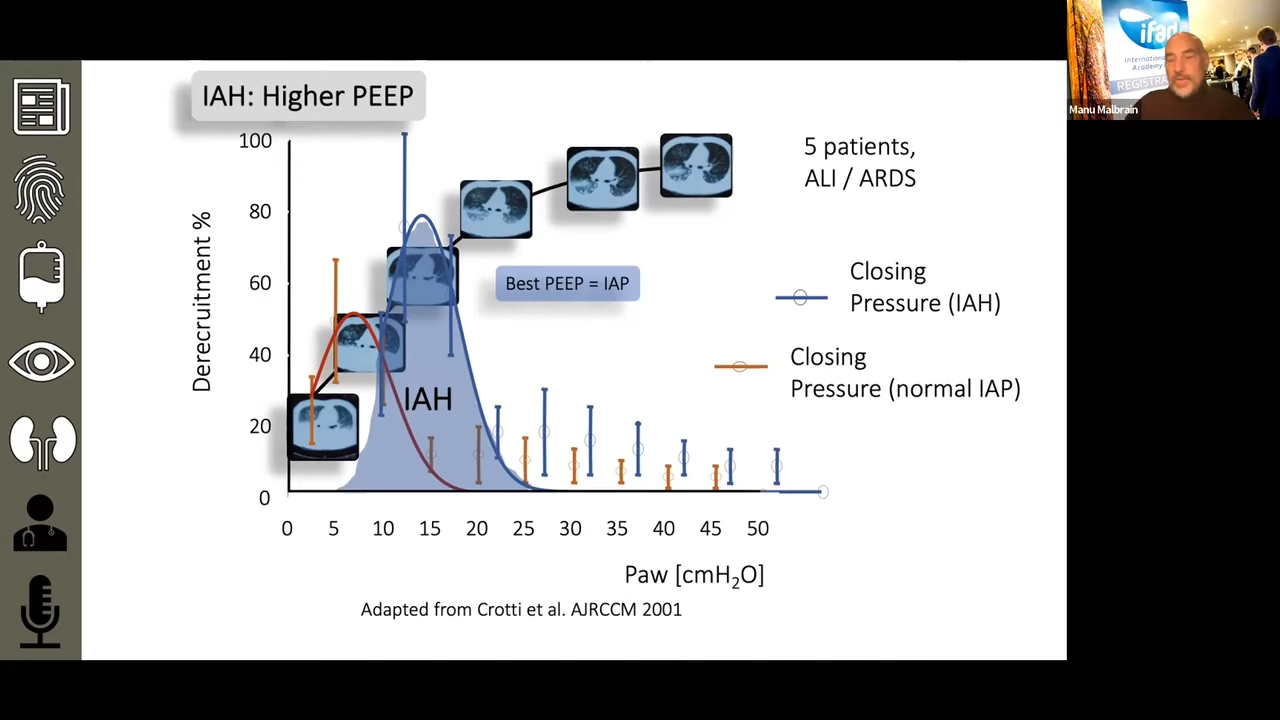 IAH: Higher PEEP
5 patients,
ALI / ARDS
Derecruitment %
100
80
60
40
20
0
Best PEEP = IAP
IAH
Closing
Pressure (IAH)
Closing
Pressure (normal IAP)
0 5 10 15 20 25 30 35 40 45 50
Paw [cmH₂O]
Adapted from Crotti et al. AJRCCM 2001
ifad
Internationa
Academy
REGISTRA
Manu Malbrain